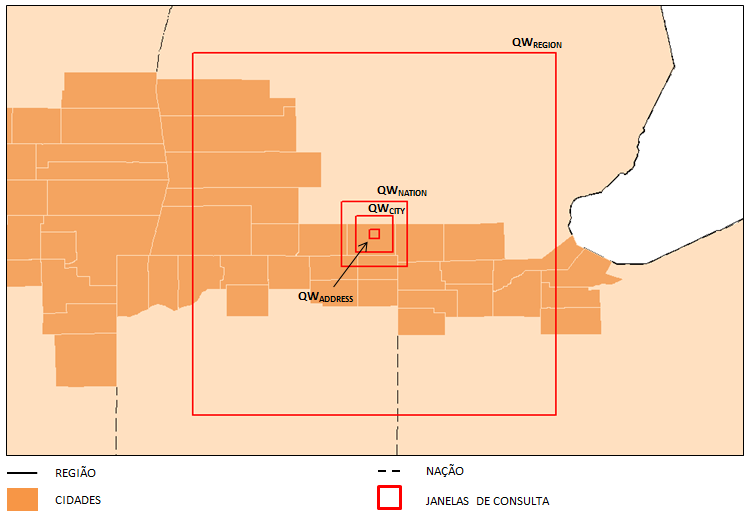 QWREGION
QWNATION
QWCITY
QWADDRESS
REGIÃO
NAÇÃO
CIDADES
JANELAS DE CONSULTA